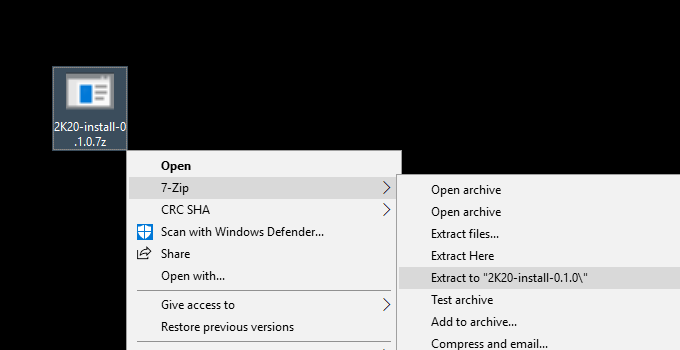 2K20-install-0
.1.0.7z
Open
7-Zip
CRC SHA
Scan with Windows Defender...
Share
Open with...
Give access to
Restore previous versions
Open archive
Open archive
Extract files...
Extract Here
Extract to "2K20-install-0.1.0\"
Test archive
Add to archive...
Compress and email...